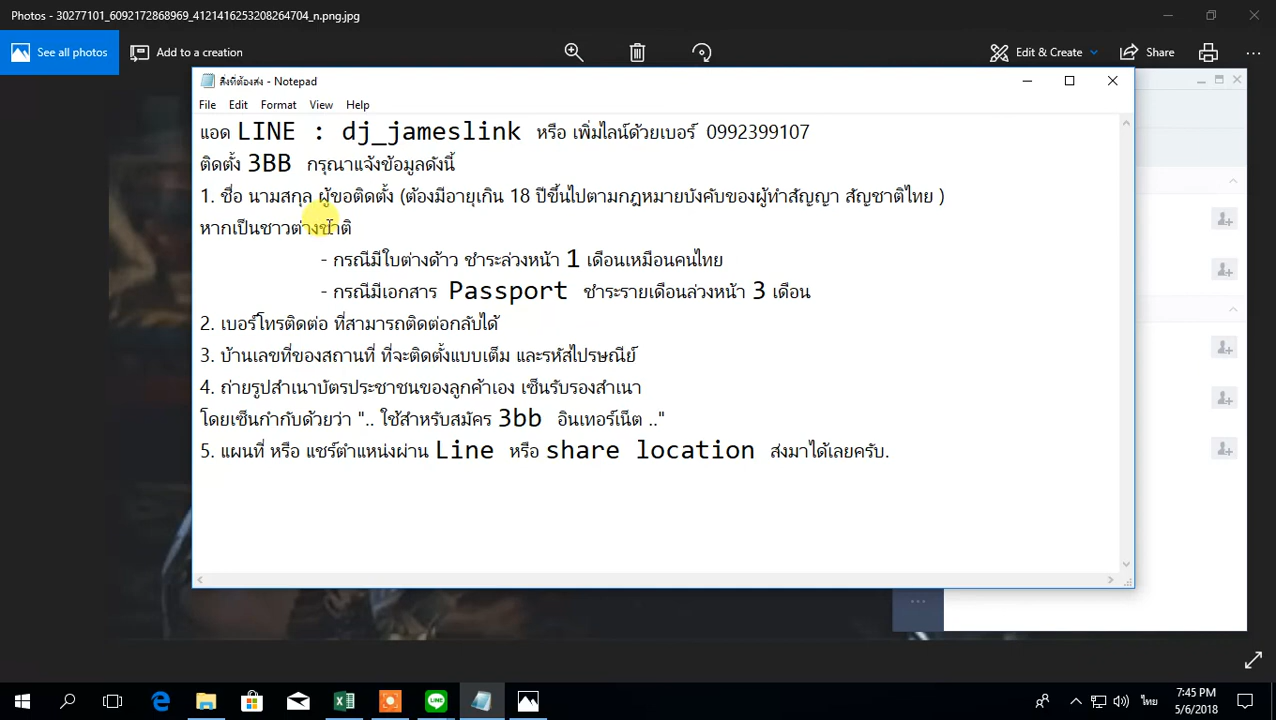 Photos - 30277101_6092172868969_4121416253208264704_n.png.jpg
See all photos
Add to a creation
Edit & Create
Share
สิ่งที่ต้องส่ง - Notepad
File Edit Format View Help
แอด LINE : dj_jameslink หรือ เพิ่มไลน์ด้วยเบอร์ 0992399107
ติดตั้ง 3BB กรุณาแจ้งข้อมูลดังนี้
1. ชื่อ นามสกุล ผู้ขอติดตั้ง (ต้องมีอายุเกิน 18 ปีขึ้นไปตามกฎหมายบังคับของผู้ทำสัญญา สัญชาติไทย )
หากเป็นชาวต่างชาติ
- กรณีมีใบต่างด้าว ชำระล่วงหน้า 1 เดือนเหมือนคนไทย
- กรณีมีเอกสาร Passport ชำระรายเดือนล่วงหน้า 3 เดือน
2. เบอร์โทรติดต่อ ที่สามารถติดต่อกลับได้
3. บ้านเลขที่ของสถานที่ ที่จะติดตั้งแบบเต็ม และรหัสไปรษณีย์
4. ถ่ายรูปสำเนาบัตรประชาชนของลูกค้าเอง เซ็นรับรองสำเนา
โดยเซ็นกำกับด้วยว่า ".. ใช้สำหรับสมัคร 3bb อินเทอร์เน็ต .."
5. แผนที่ หรือ แชร์ตำแหน่งผ่าน Line หรือ share location ส่งมาได้เลยครับ.
ไทย
7:45 PM
5/6/2018